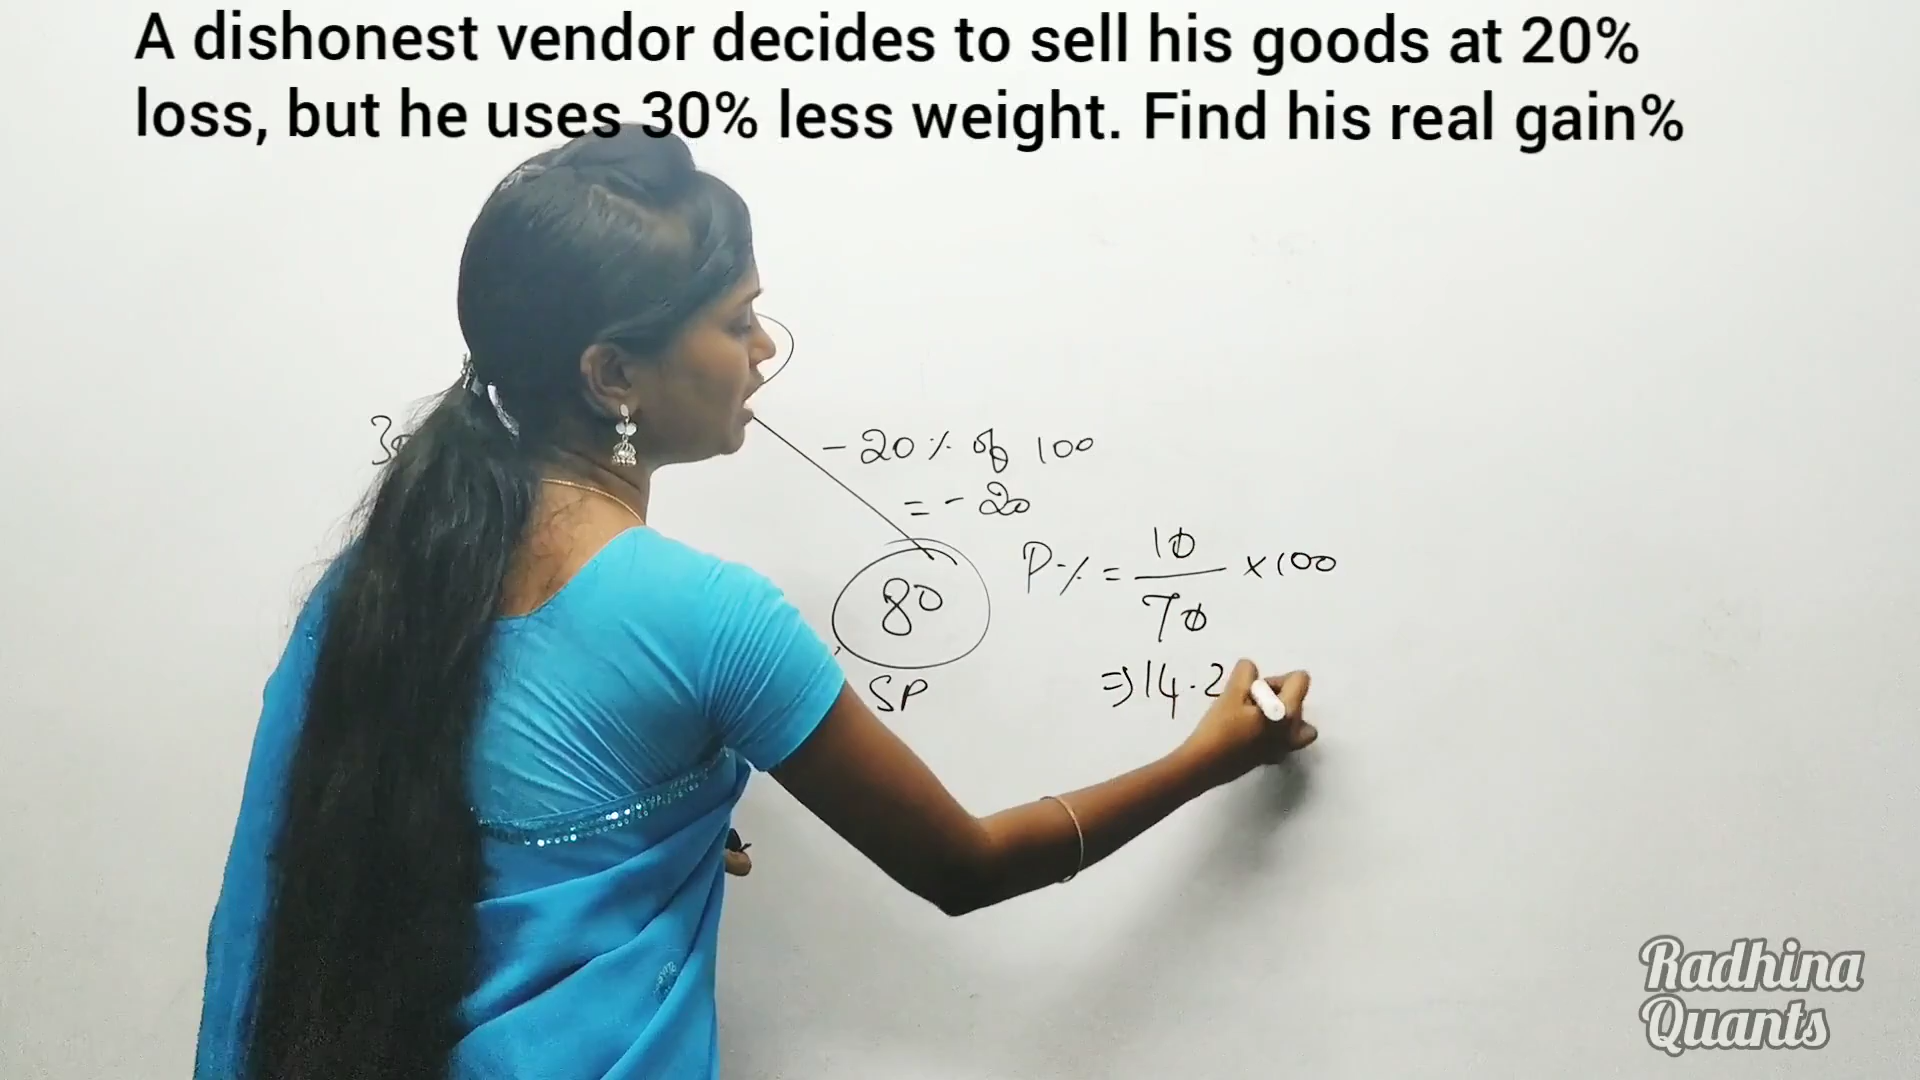 A dishonest vendor decides to sell his goods at 20%
loss, but he uses 30% less weight. Find his real gain%
- 20 % of 100
= - 20
P % = 10 / 70 × 100
80
SP
⇒ 14.2
Radhina
Quants